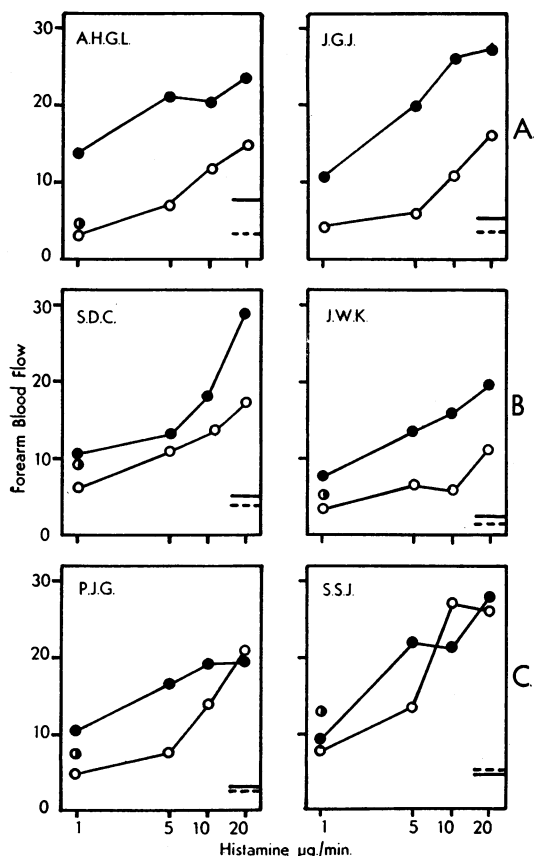 30
20
10
0
A.H.G.L.
J.G.J.
A.
30
20
10
0
S.D.C.
J.W.K.
B
30
20
10
0
P.J.G.
S.S.J.
C.
Forearm Blood Flow
1 5 10 20 1 5 10 20
Histamine µg./min.